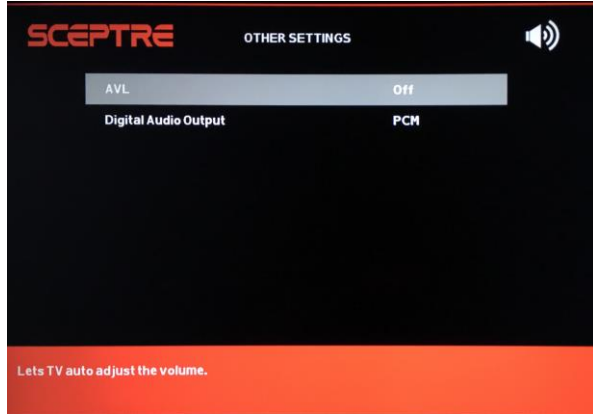 SCEPTRE
OTHER SETTINGS
AVL Off
Digital Audio Output PCM
Lets TV auto adjust the volume.